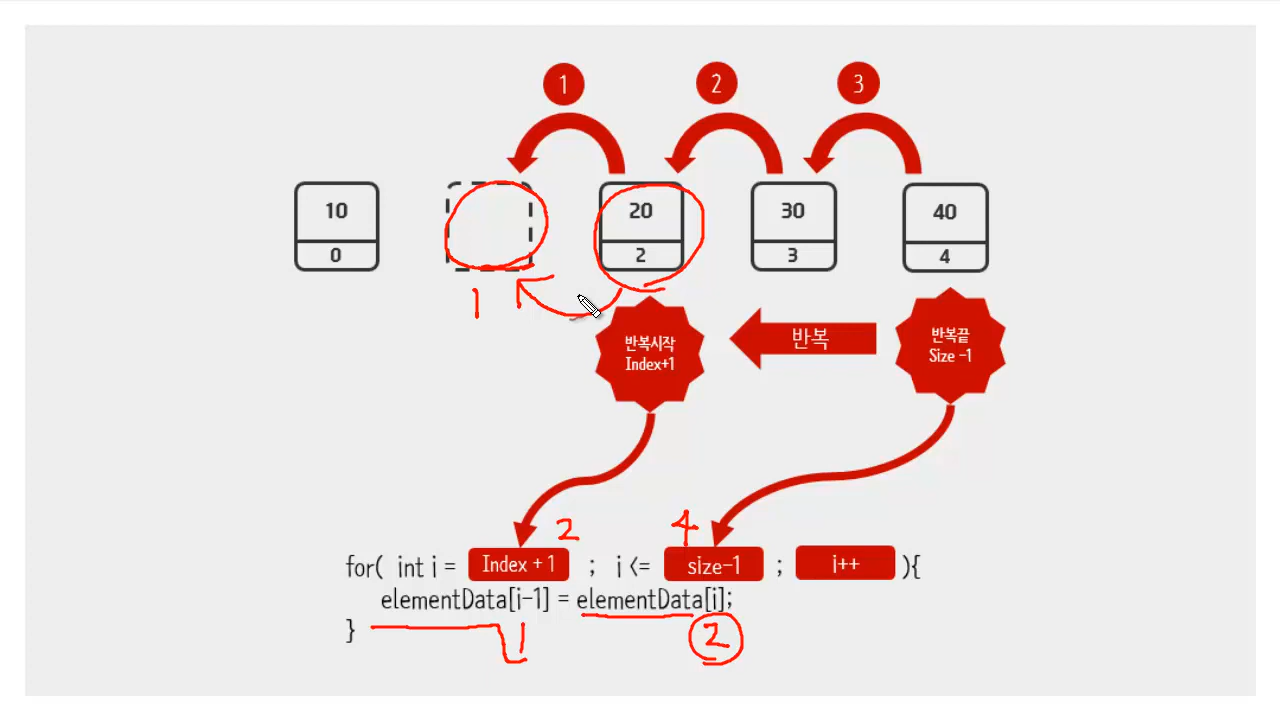 1 2 3
10 20 30 40
0 2 3 4
1
반복시작
Index+1
반복
반복끝
Size -1
2 4
for( int i = Index + 1 ; i <= size-1 ; i++ ){
elementData[i-1] = elementData[i];
}
1 2